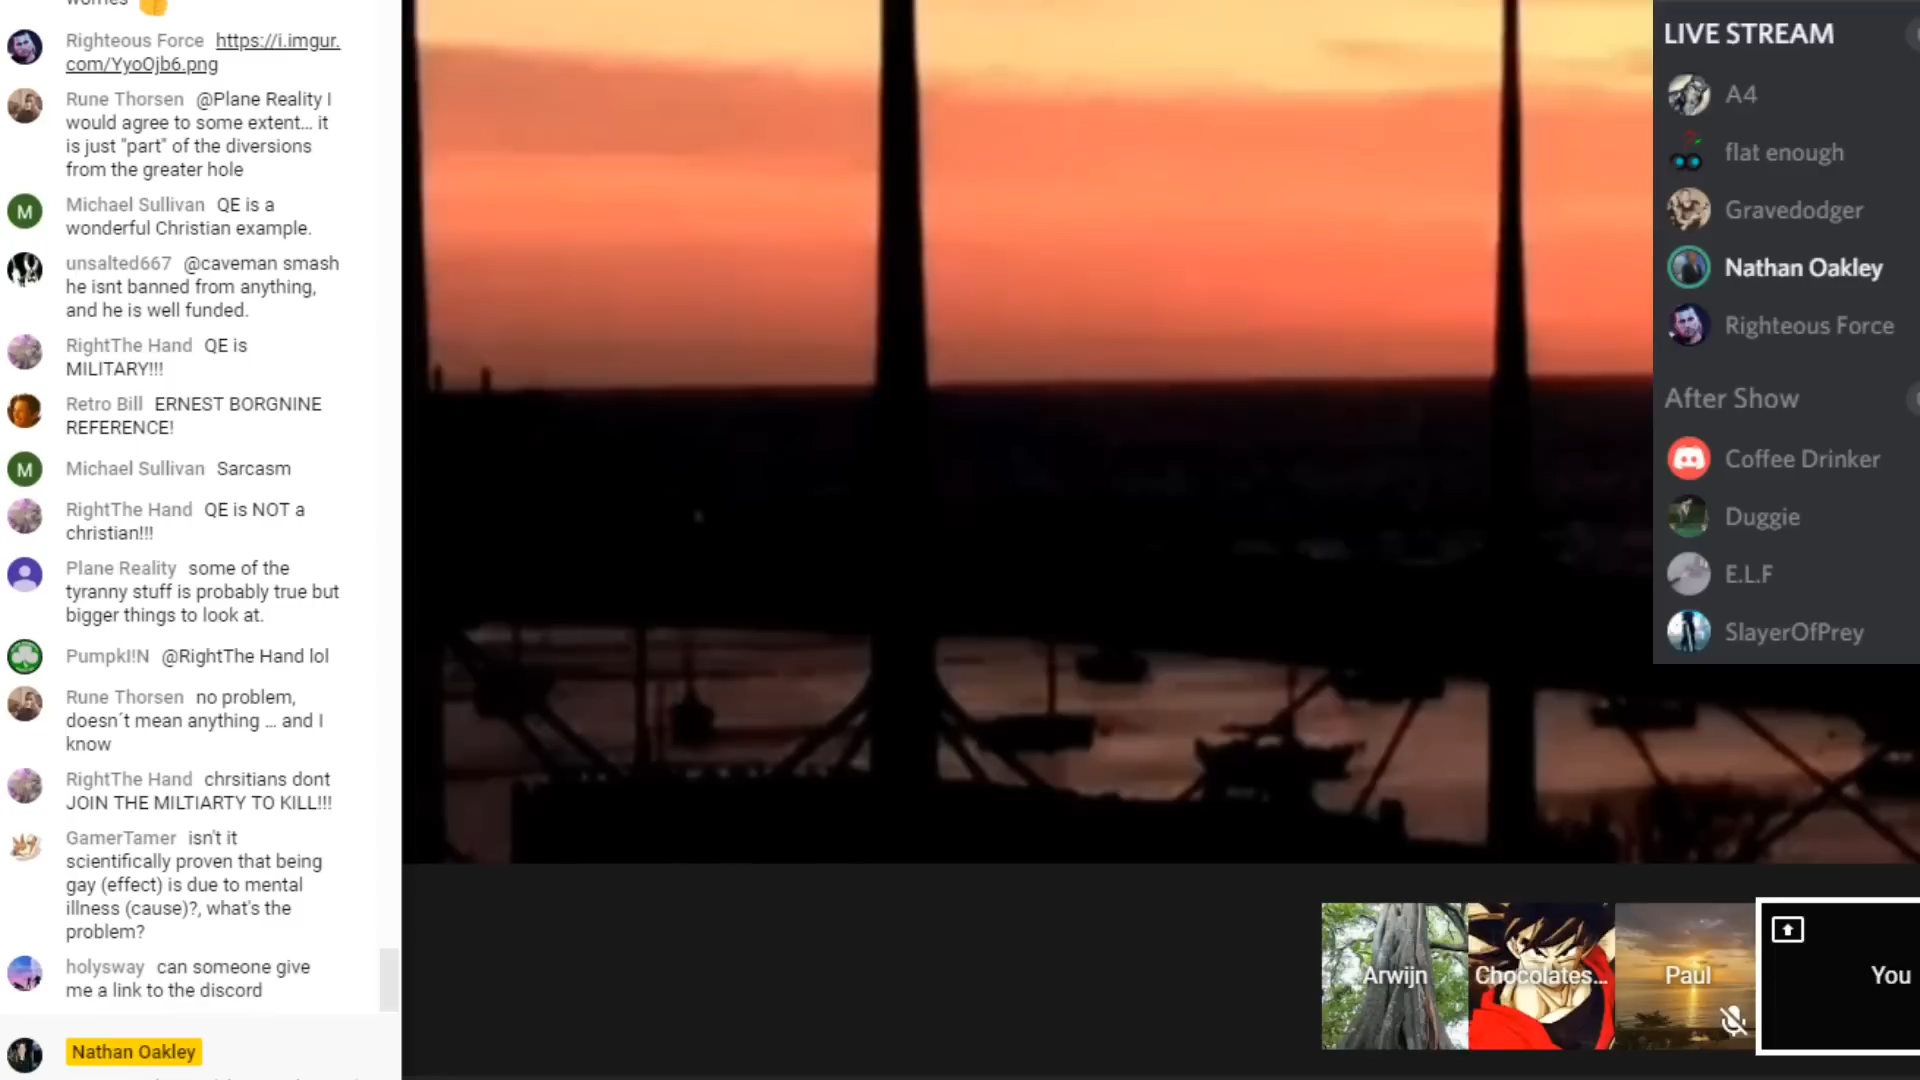 worries
Righteous Force https://i.imgur.
com/YyoOjb6.png
Rune Thorsen @Plane Reality I
would agree to some extent... it
is just "part" of the diversions
from the greater hole
Michael Sullivan QE is a
wonderful Christian example.
unsalted667 @caveman smash
he isnt banned from anything,
and he is well funded.
RightThe Hand QE is
MILITARY!!!
Retro Bill ERNEST BORGNINE
REFERENCE!
M Michael Sullivan Sarcasm
RightThe Hand QE is NOT a
christian!!!
Plane Reality some of the
tyranny stuff is probably true but
bigger things to look at.
PumpkI!N @RightThe Hand lol
Rune Thorsen no problem,
doesn´t mean anything ... and I
know
RightThe Hand chrsitians dont
JOIN THE MILTIARTY TO KILL!!!
GamerTamer isn't it
scientifically proven that being
gay (effect) is due to mental
illness (cause)?, what's the
problem?
holysway can someone give
me a link to the discord
Nathan Oakley
LIVE STREAM
A4
flat enough
Gravedodger
Nathan Oakley
Righteous Force
After Show
Coffee Drinker
Duggie
E.L.F
SlayerOfPrey
Arwijn
Chocolates...
Paul
You